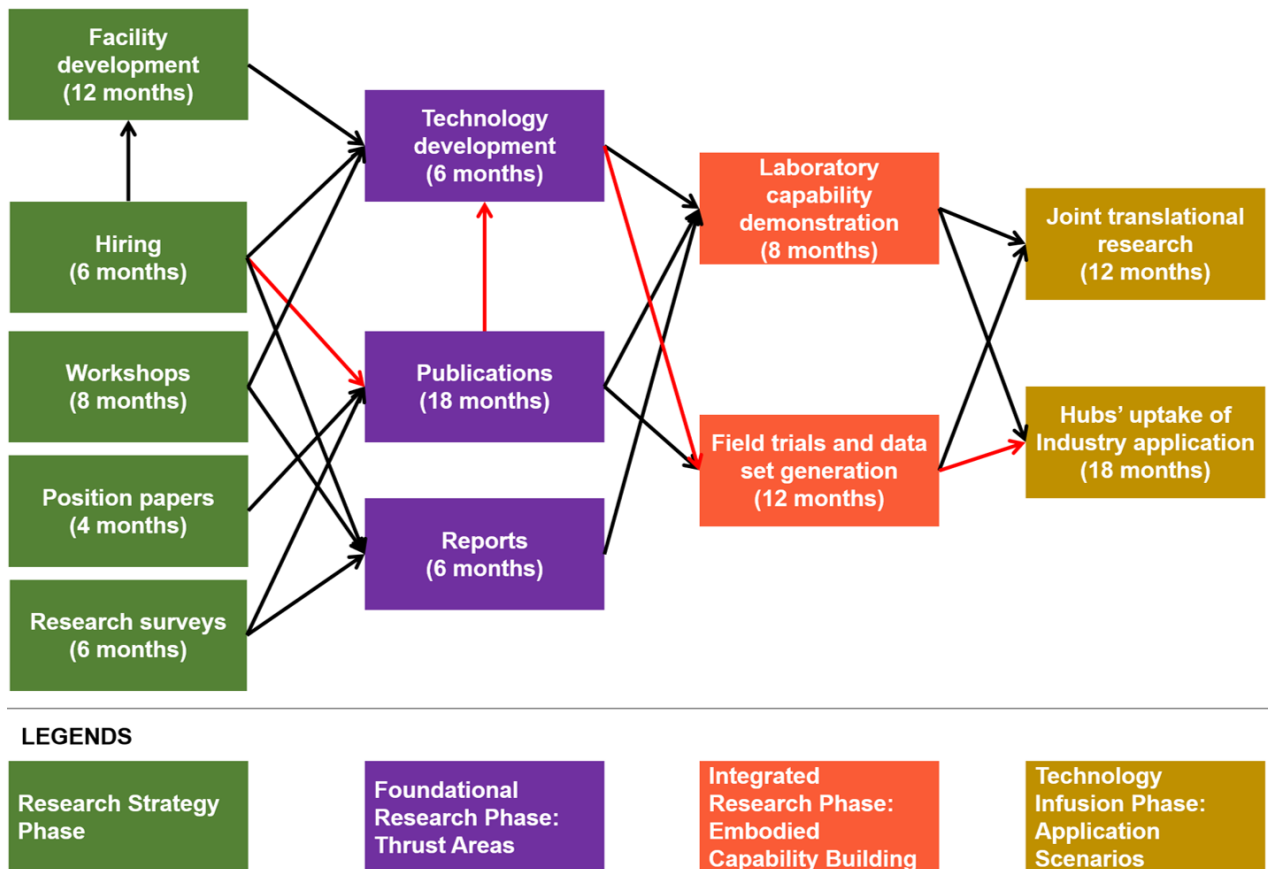 Facility
development
(12 months)
Hiring
(6 months)
Workshops
(8 months)
Position papers
(4 months)
Research surveys
(6 months)
Technology
development
(6 months)
Publications
(18 months)
Reports
(6 months)
Laboratory
capability
demonstration
(8 months)
Field trials and data
set generation
(12 months)
Joint translational
research
(12 months)
Hubs’ uptake of
Industry application
(18 months)
LEGENDS
Research Strategy
Phase
Foundational
Research Phase:
Thrust Areas
Integrated
Research Phase:
Embodied
Capability Building
Technology
Infusion Phase:
Application
Scenarios